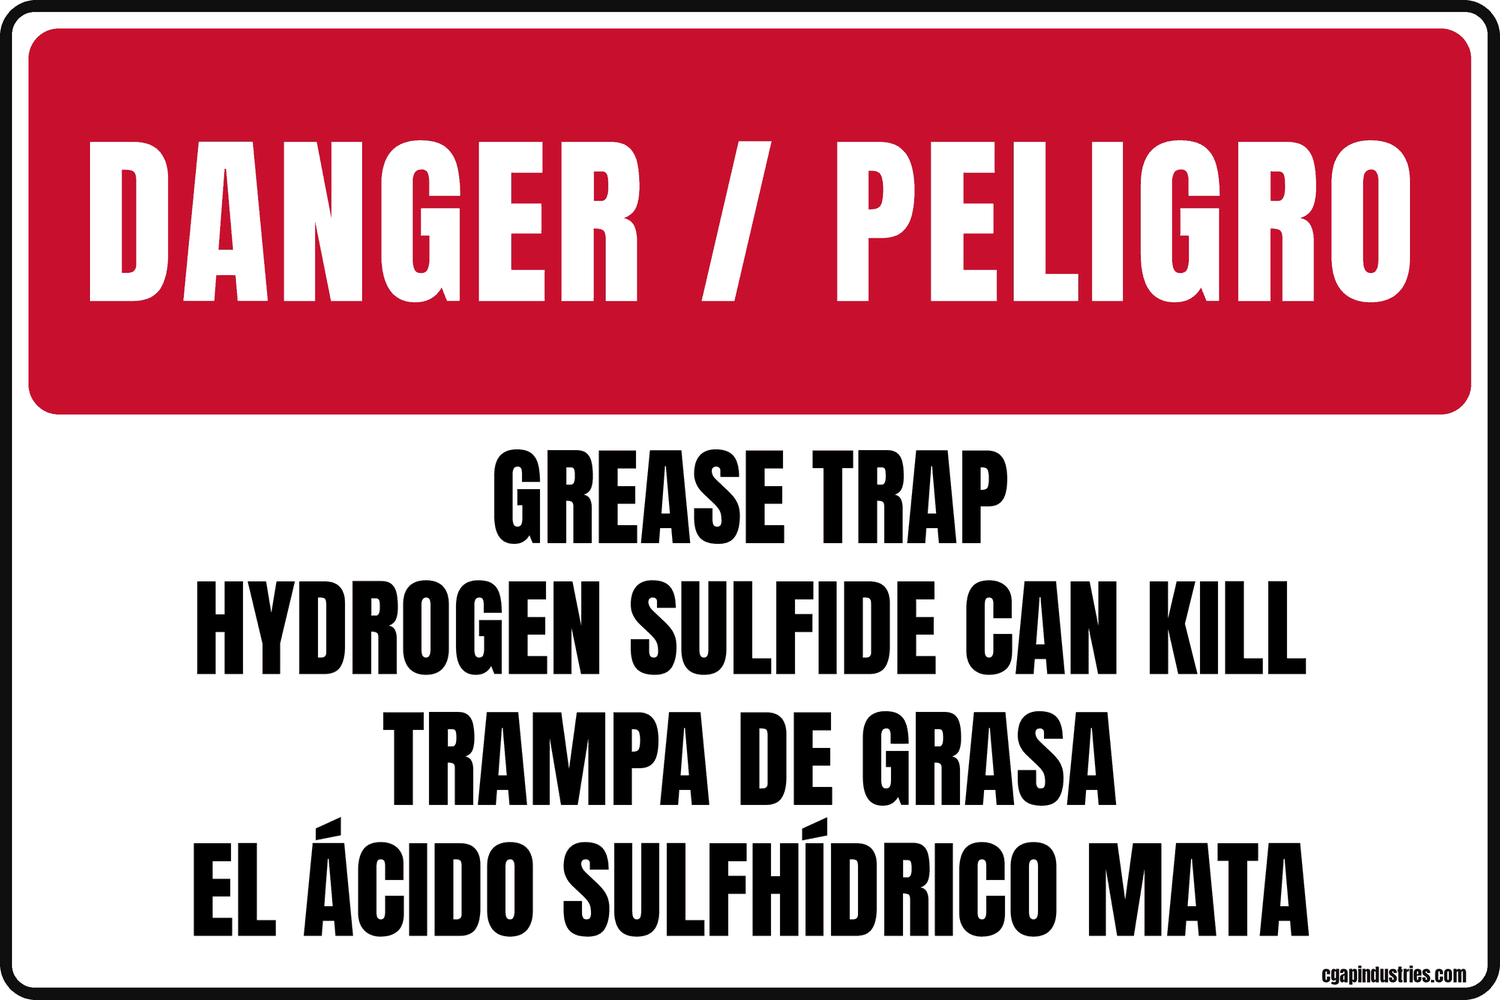 DANGER / PELIGRO
GREASE TRAP
HYDROGEN SULFIDE CAN KILL
TRAMPA DE GRASA
EL ÁCIDO SULFHÍDRICO MATA
cgapindustries.com